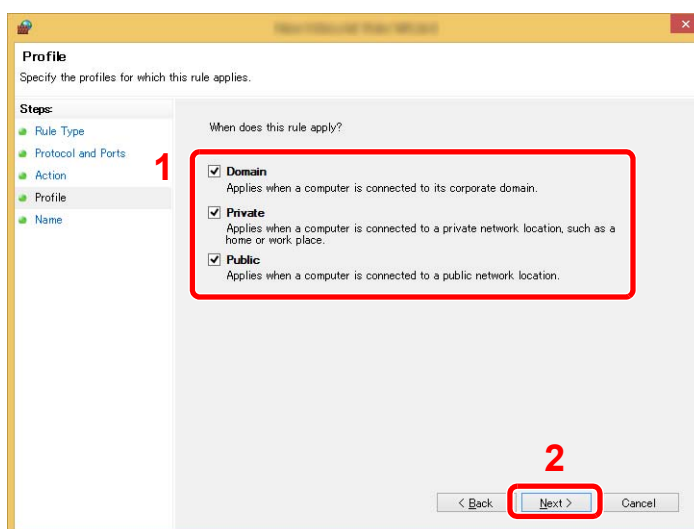 Profile
Specify the profiles for which this rule applies.
Steps:
Rule Type
Protocol and Ports
Action
Profile
Name
When does this rule apply?
1
Domain
Applies when a computer is connected to its corporate domain.
Private
Applies when a computer is connected to a private network location, such as a
home or work place.
Public
Applies when a computer is connected to a public network location.
2
< Back
Next >
Cancel